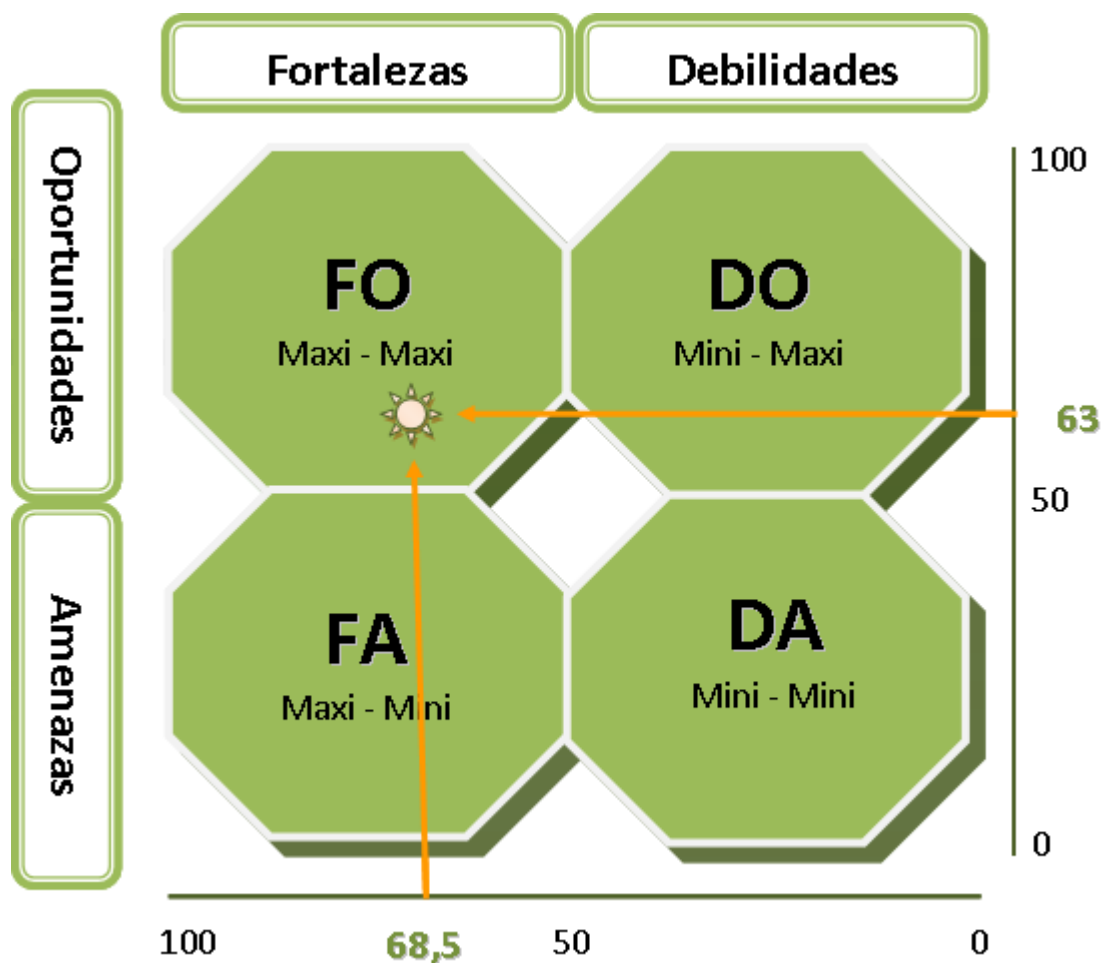 Fortalezas
Debilidades
Oportunidades
Amenazas
FO
Maxi - Maxi
DO
Mini - Maxi
FA
Maxi - Mini
DA
Mini - Mini
100
63
50
0
100
68,5
50
0